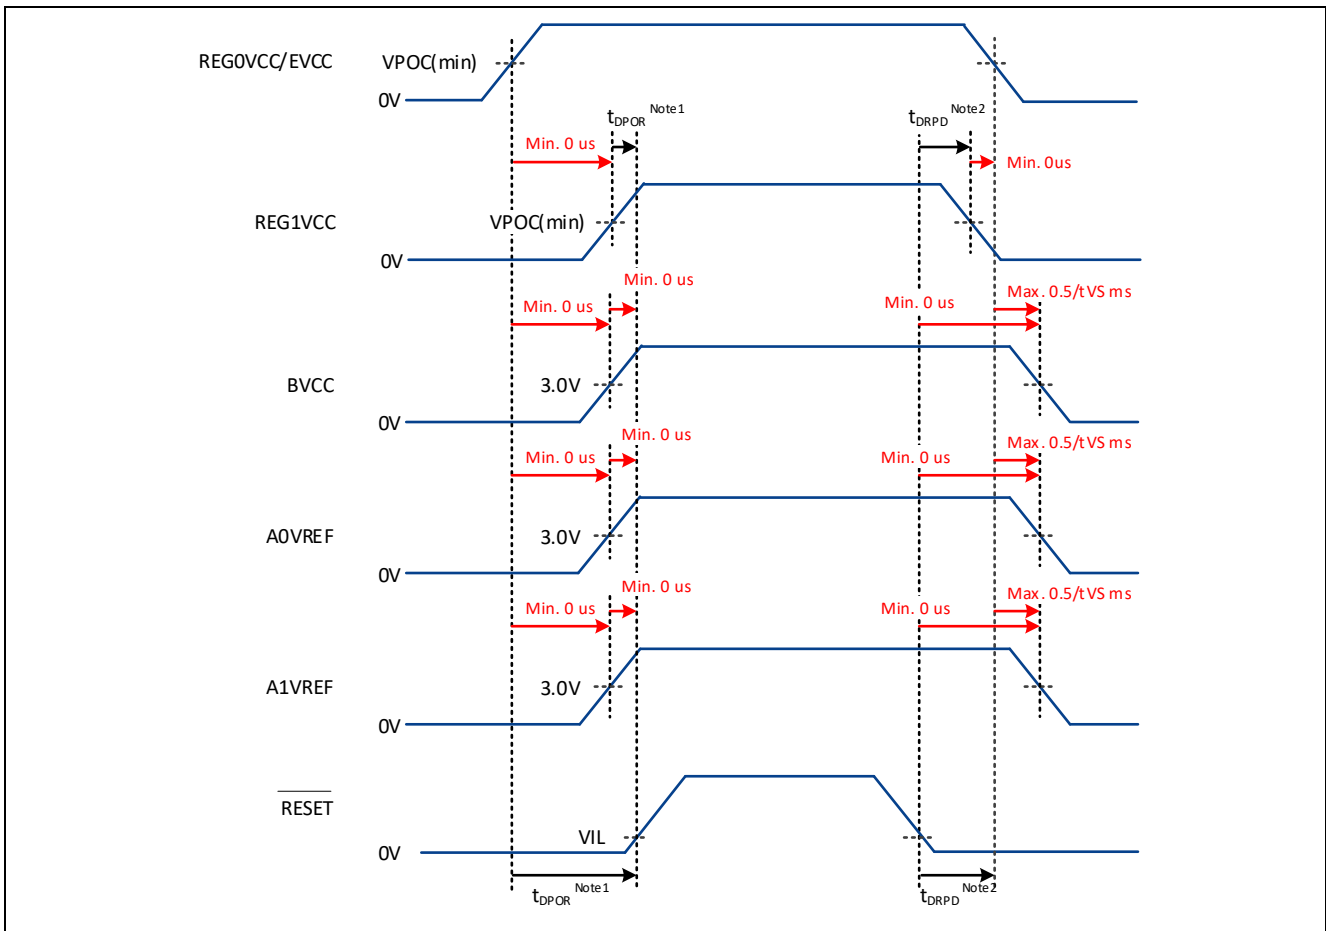 REG0VCC/EVCC VPOC(min)
0V
tDPOR Note1 tDRPD Note2
Min. 0 us Min. 0us
REG1VCC VPOC(min)
0V
Min. 0 us Min. 0 us Min. 0 us Max. 0.5/tVS ms
BVCC 3.0V
0V
Min. 0 us Min. 0 us Min. 0 us Max. 0.5/tVS ms
A0VREF 3.0V
0V
Min. 0 us Min. 0 us Min. 0 us Max. 0.5/tVS ms
A1VREF 3.0V
0V
RESET
VIL
0V
tDPOR Note1 tDRPD Note2